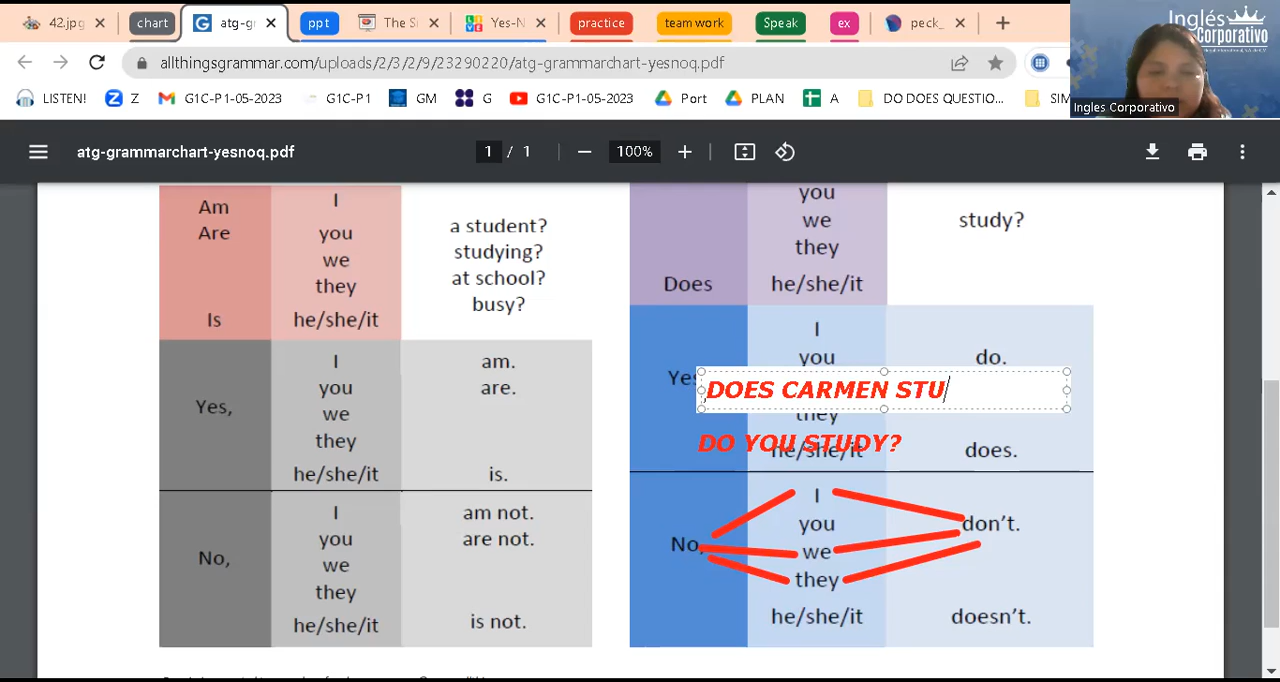 42.jpg
chart
atg-gr
ppt
The S
Yes-N
practice
team work
Speak
ex
peck_
allthingsgrammar.com/uploads/2/3/2/9/23290220/atg-grammarchart-yesnoq.pdf
LISTEN!
Z
G1C-P1-05-2023
G1C-P1
GM
G
G1C-P1-05-2023
Port
PLAN
A
DO DOES QUESTIO...
SIM
Inglés
Corporativo
Ingles Corporativo
atg-grammarchart-yesnoq.pdf
1 / 1
100%
Am I
Are you a student?
we studying?
they at school?
busy?
Is he/she/it
Yes, I am.
you are.
we
they
he/she/it is.
No, I am not.
you are not.
we
they
he/she/it is not.
you
we study?
they
Does he/she/it
Yes I
you do.
DOES CARMEN STU
they
DO YOU STUDY?
he/she/it does.
No, I
you don't.
we
they
he/she/it doesn't.